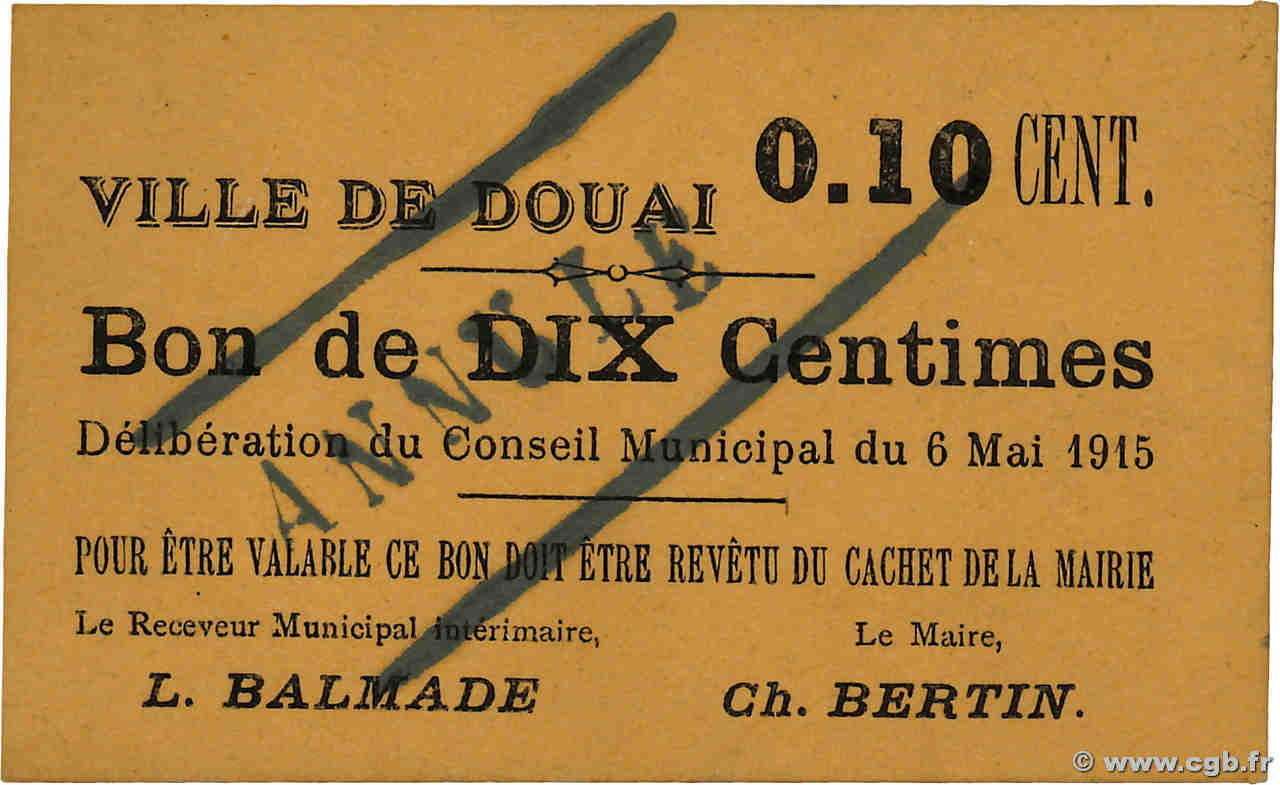 VILLE DE DOUAI 0.10 CENT.
ANNULÉ
Bon de DIX Centimes
Délibération du Conseil Municipal du 6 Mai 1915
POUR ÊTRE VALABLE CE BON DOIT ÊTRE REVÊTU DU CACHET DE LA MAIRIE
Le Receveur Municipal intérimaire, Le Maire,
L. BALMADE Ch. BERTIN.
© www.cgb.fr